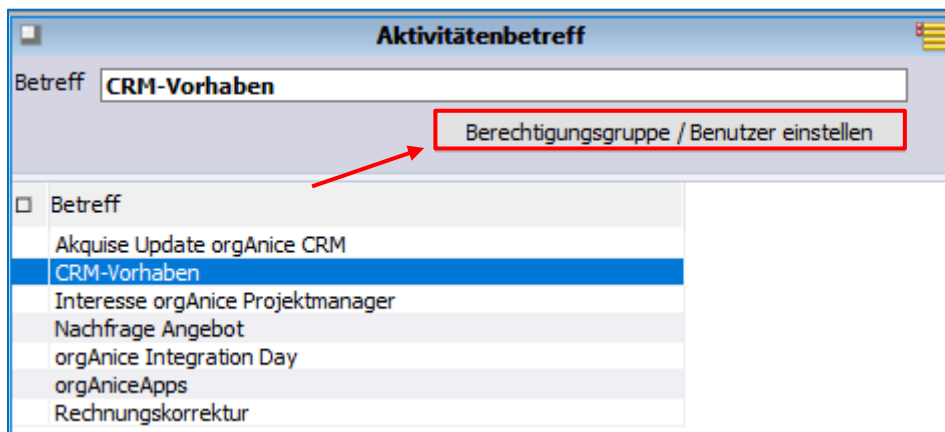 Aktivitätenbetreff
Betreff CRM-Vorhaben
Berechtigungsgruppe / Benutzer einstellen
Betreff
Akquise Update orgAnice CRM
CRM-Vorhaben
Interesse orgAnice Projektmanager
Nachfrage Angebot
orgAnice Integration Day
orgAniceApps
Rechnungskorrektur